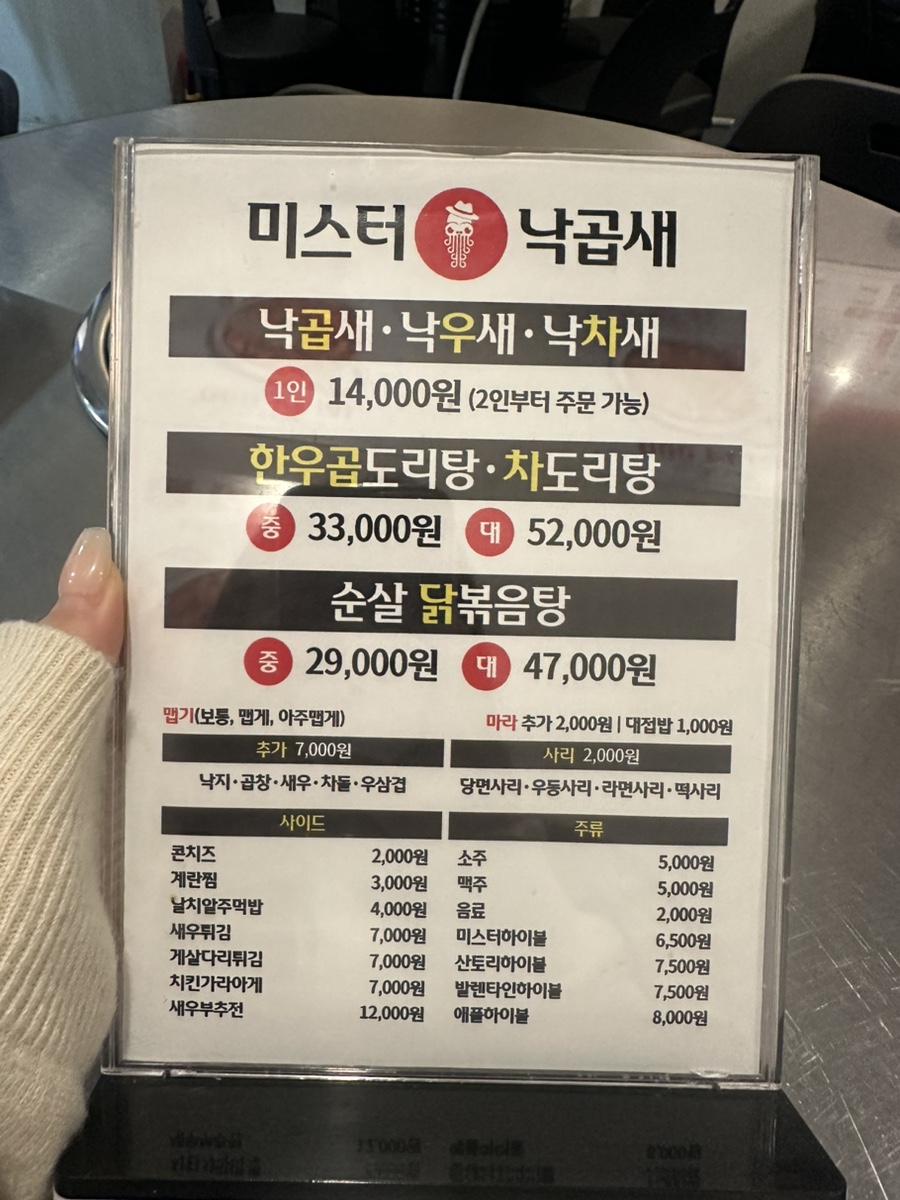 미스터 낙곱새
낙곱새·낙우새·낙차새
1인 14,000원 (2인부터 주문 가능)
한우곱도리탕·차도리탕
중 33,000원 대 52,000원
순살 닭볶음탕
중 29,000원 대 47,000원
맵기(보통, 맵게, 아주맵게)
마라 추가 2,000원 | 대접밥 1,000원
추가 7,000원
낙지·곱창·새우·차돌·우삼겹
사리 2,000원
당면사리·우동사리·라면사리·떡사리
사이드
콘치즈 2,000원
계란찜 3,000원
날치알주먹밥 4,000원
새우튀김 7,000원
게살다리튀김 7,000원
치킨가라아게 7,000원
새우부추전 12,000원
주류
소주 5,000원
맥주 5,000원
음료 2,000원
미스터하이볼 6,500원
산토리하이볼 7,500원
발렌타인하이볼 7,500원
애플하이볼 8,000원